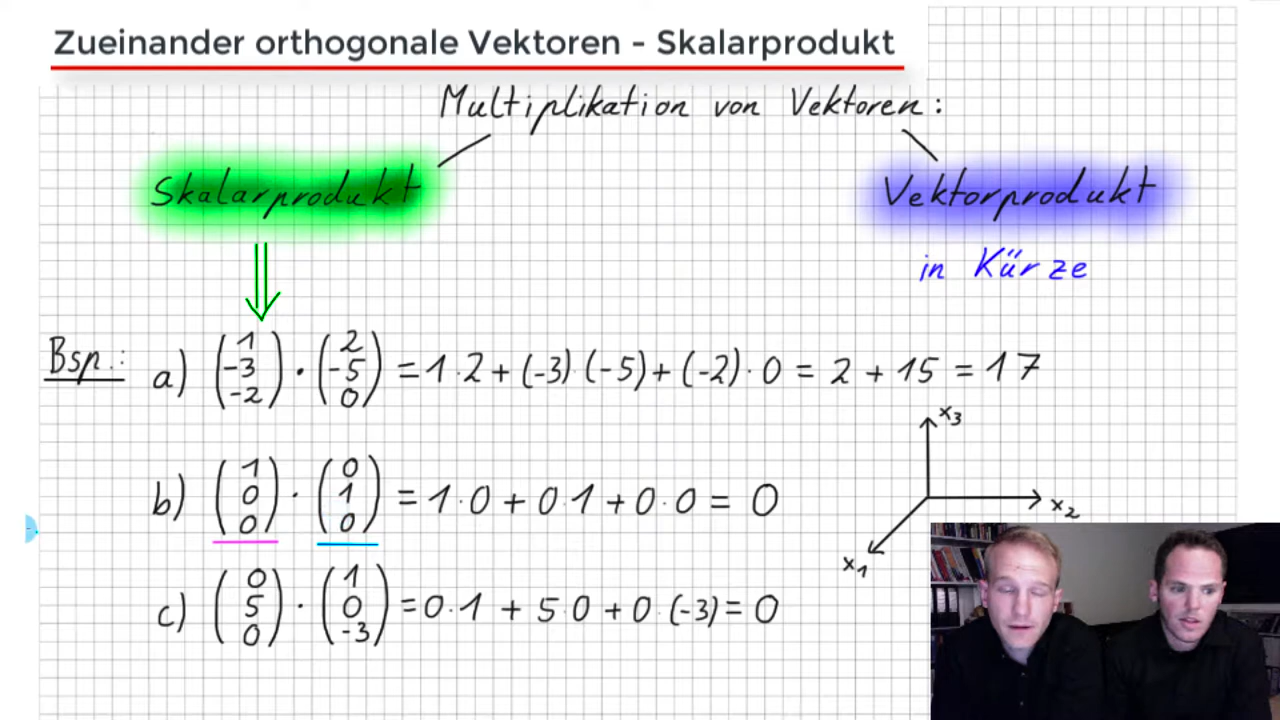 Zueinander orthogonale Vektoren - Skalarprodukt
Multiplikation von Vektoren:
Skalarprodukt
Vektorprodukt
in Kürze
Bsp.: a) (1 -3 -2) · (2 -5 0) = 1·2 + (-3)·(-5) + (-2)·0 = 2 + 15 = 17
x3
b) (1 0 0) · (0 1 0) = 1·0 + 0·1 + 0·0 = 0
x2
x1
c) (0 5 0) · (1 0 -3) = 0·1 + 5·0 + 0·(-3) = 0